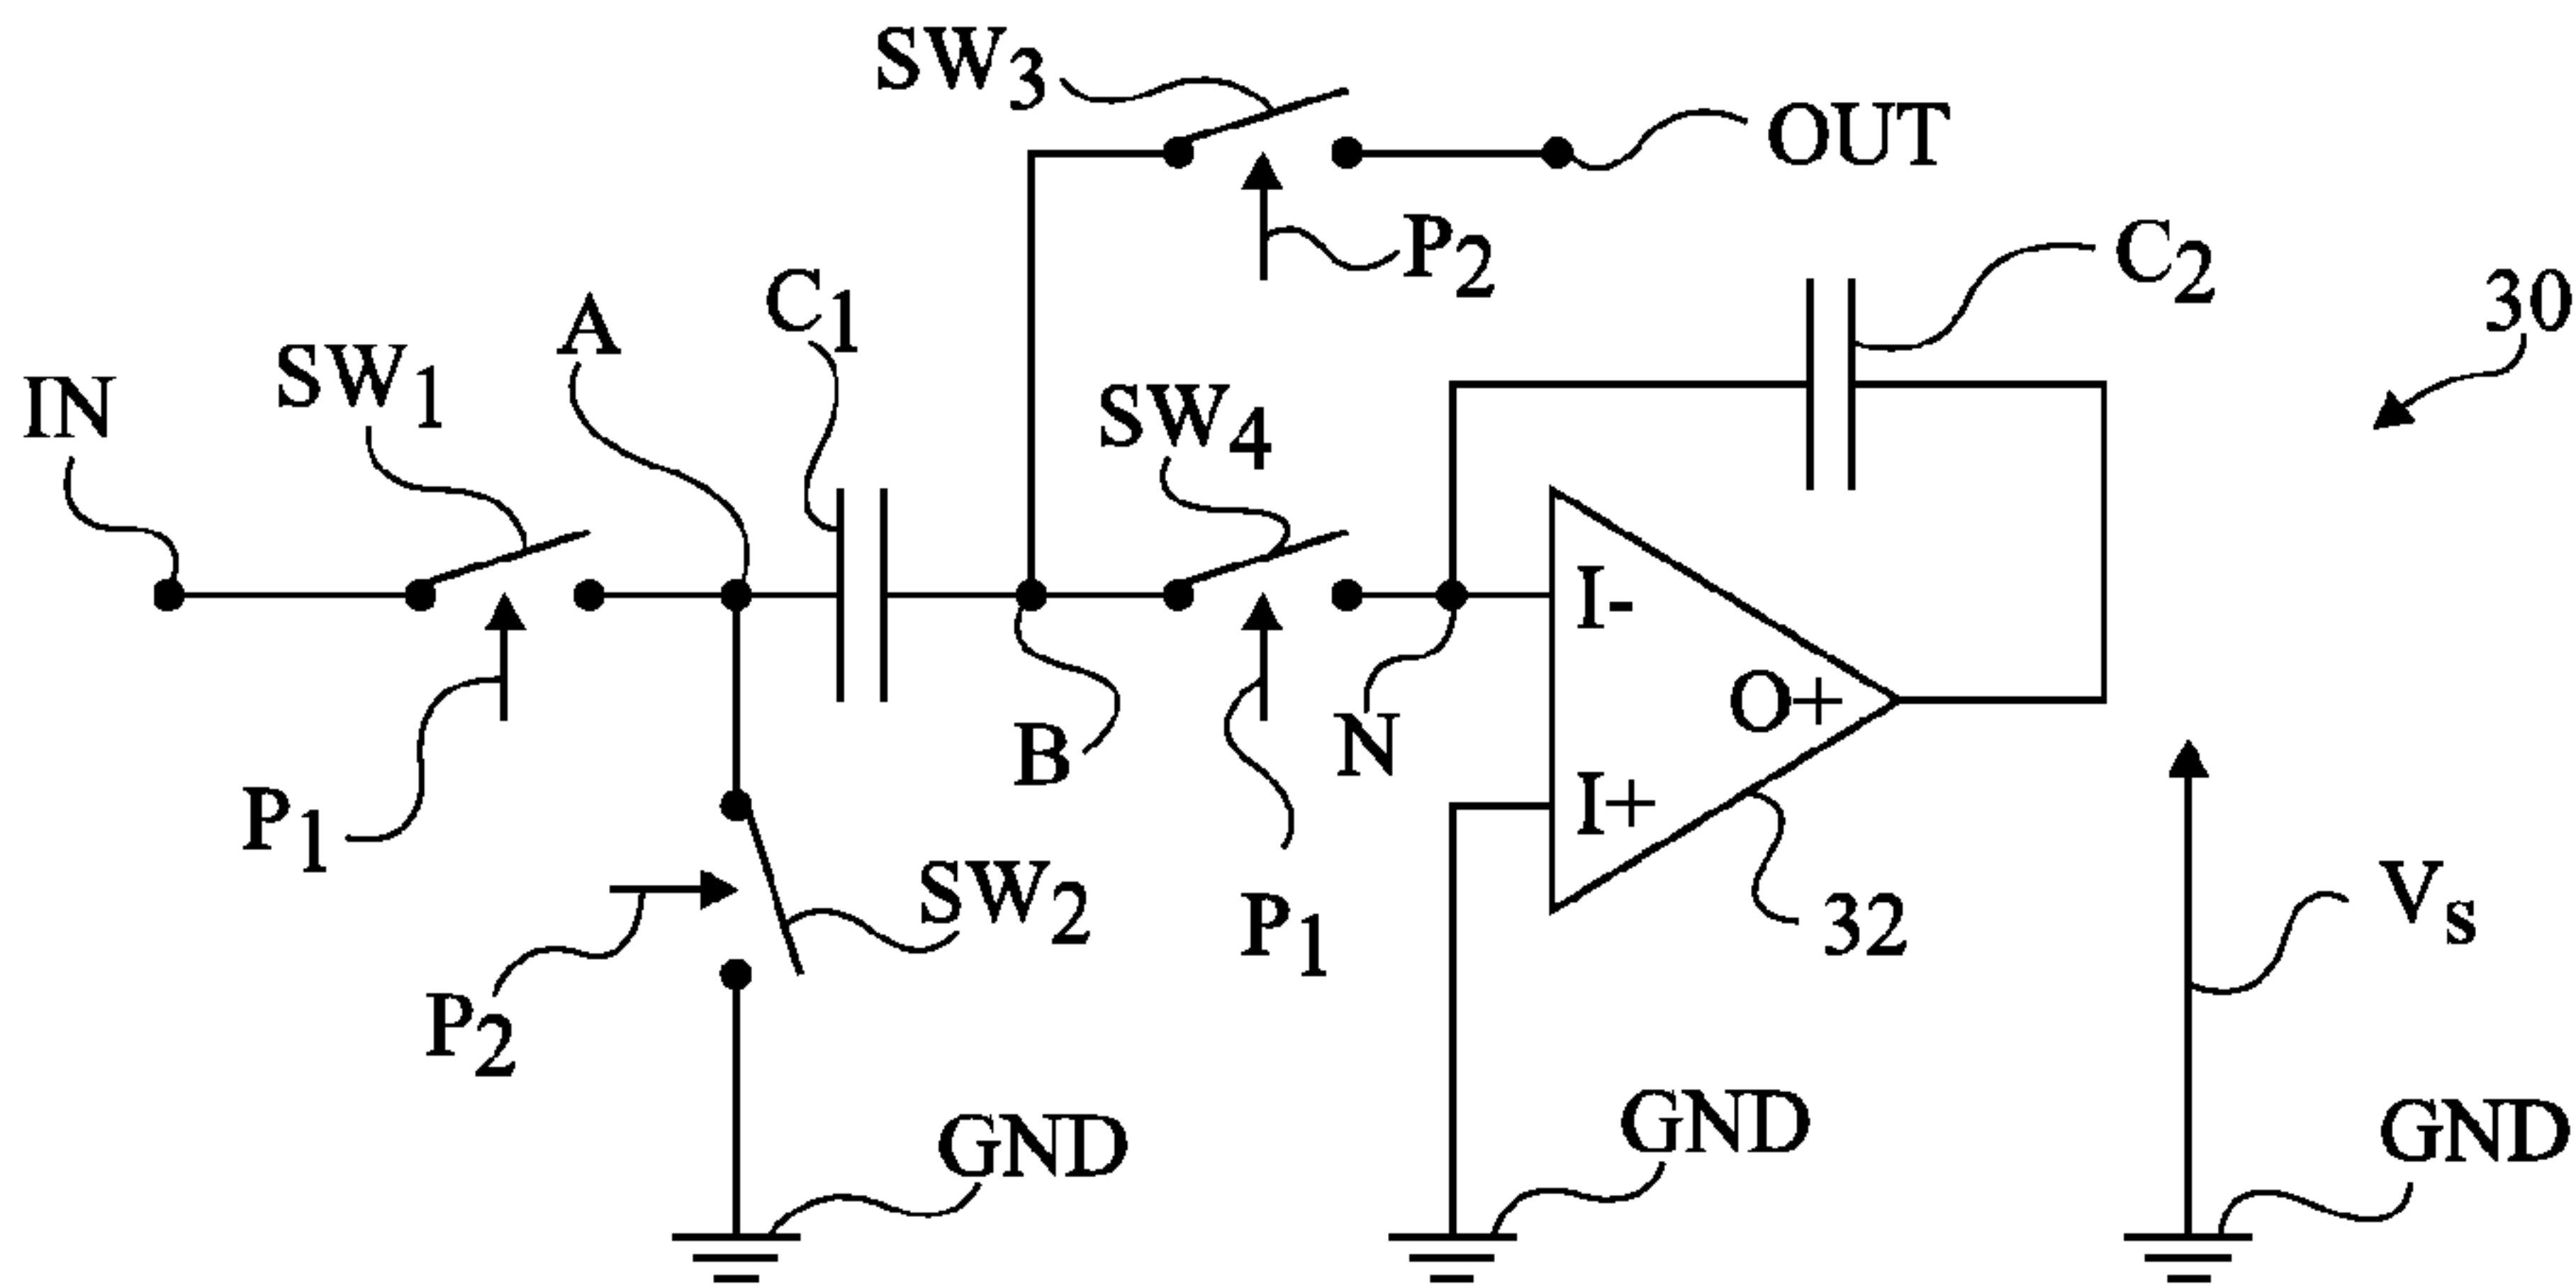 SW3
OUT
P2
C2
30
A
C1
SW1
IN
SW4
I-
O+
I+
N
B
P1
P1
SW2
32
Vs
P2
GND
GND
GND